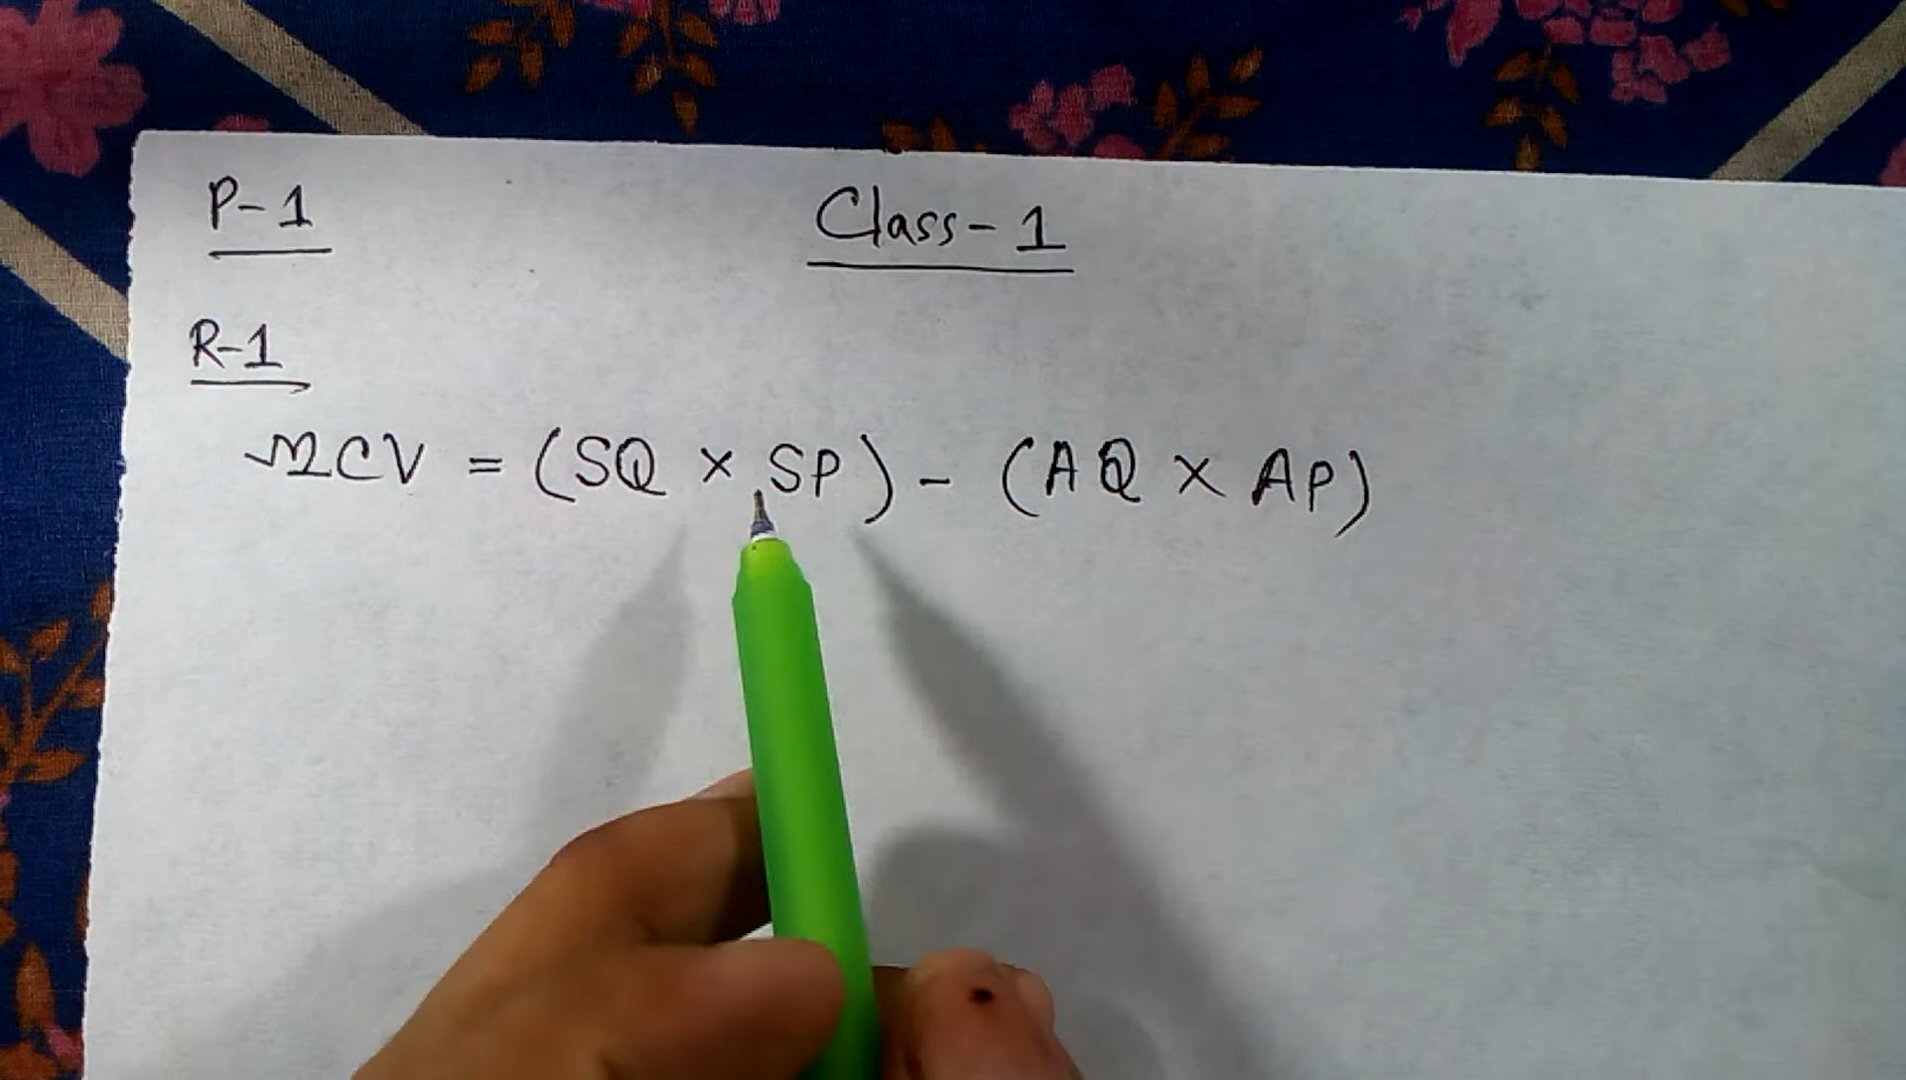 P-1
Class-1
R-1
MCV = (SQ × SP) - (AQ × AP)